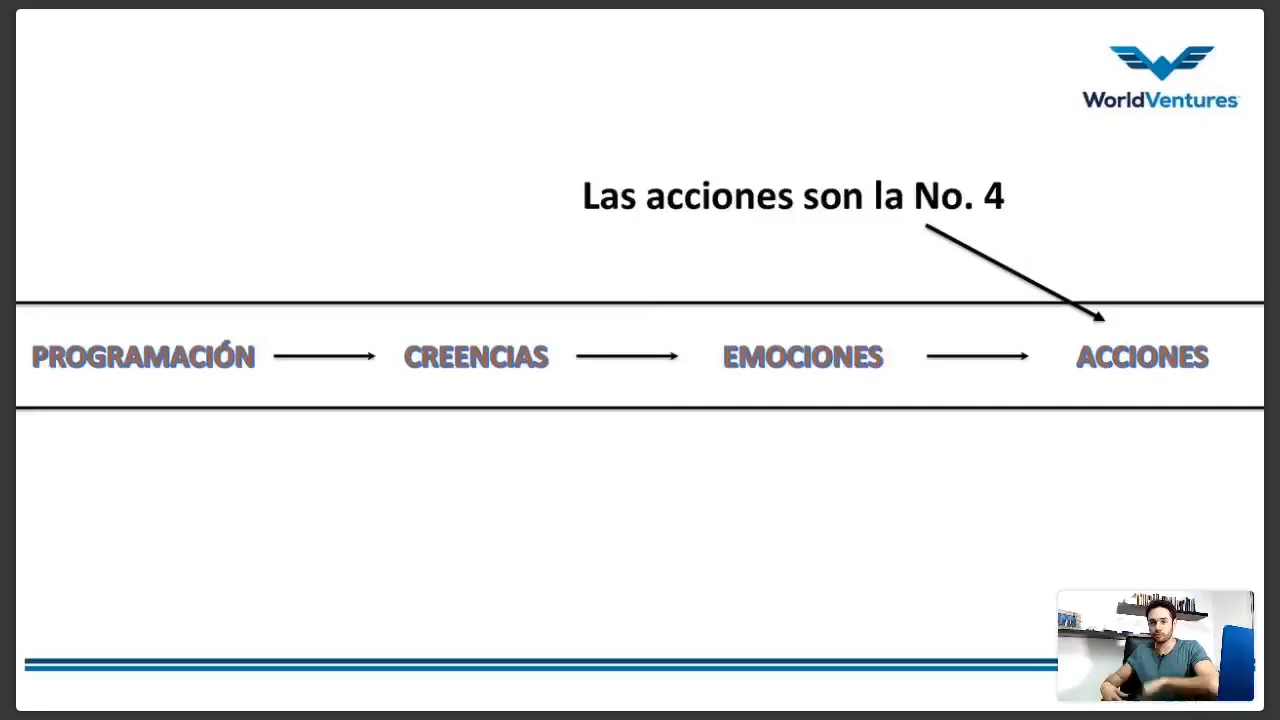 WorldVentures
Las acciones son la No. 4
PROGRAMACIÓN CREENCIAS EMOCIONES ACCIONES